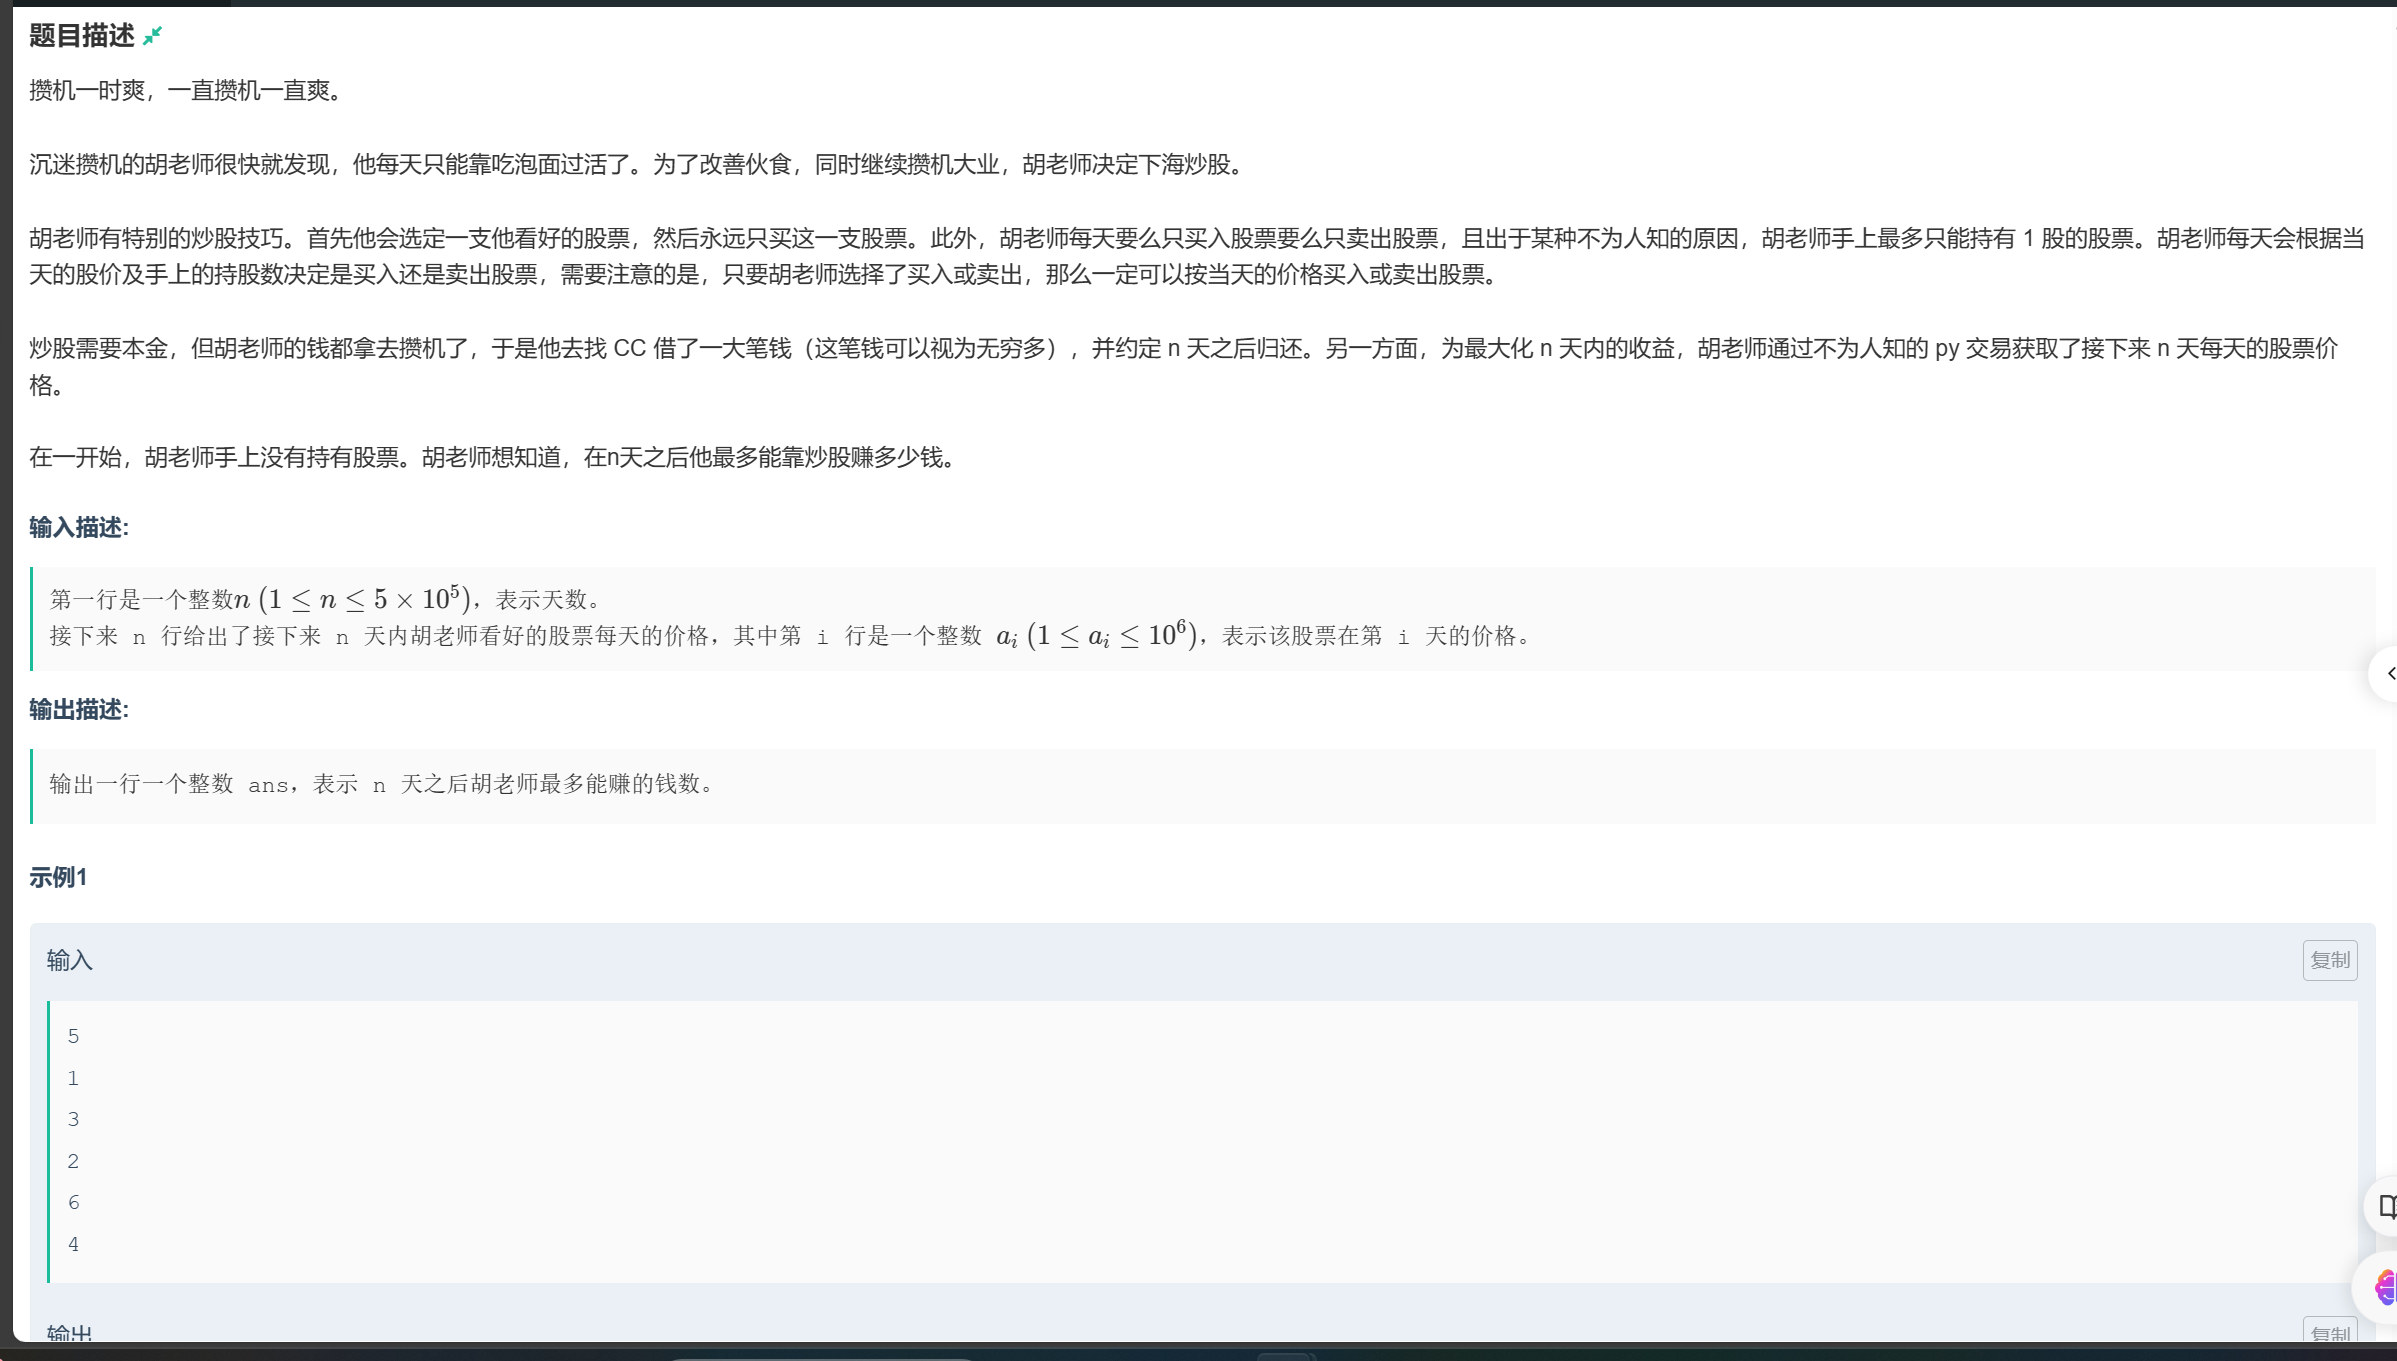 题目描述
攒机一时爽，一直攒机一直爽。
沉迷攒机的胡老师很快就发现，他每天只能靠吃泡面过活了。为了改善伙食，同时继续攒机大业，胡老师决定下海炒股。
胡老师有特别的炒股技巧。首先他会选定一支他看好的股票，然后永远只买这一支股票。此外，胡老师每天要么只买入股票要么只卖出股票，且出于某种不为人知的原因，胡老师手上最多只能持有 1 股的股票。胡老师每天会根据当
天的股价及手上的持股数决定是买入还是卖出股票，需要注意的是，只要胡老师选择了买入或卖出，那么一定可以按当天的价格买入或卖出股票。
炒股需要本金，但胡老师的钱都拿去攒机了，于是他去找 CC 借了一大笔钱（这笔钱可以视为无穷多），并约定 n 天之后归还。另一方面，为最大化 n 天内的收益，胡老师通过不为人知的 py 交易获取了接下来 n 天每天的股票价
格。
在一开始，胡老师手上没有持有股票。胡老师想知道，在n天之后他最多能靠炒股赚多少钱。
输入描述:
第一行是一个整数n (1 ≤ n ≤ 5 × 10⁵)，表示天数。
接下来 n 行给出了接下来 n 天内胡老师看好的股票每天的价格，其中第 i 行是一个整数 aᵢ (1 ≤ aᵢ ≤ 10⁶)，表示该股票在第 i 天的价格。
输出描述:
输出一行一个整数 ans，表示 n 天之后胡老师最多能赚的钱数。
示例1
输入
复制
5
1
3
2
6
4
输出
复制